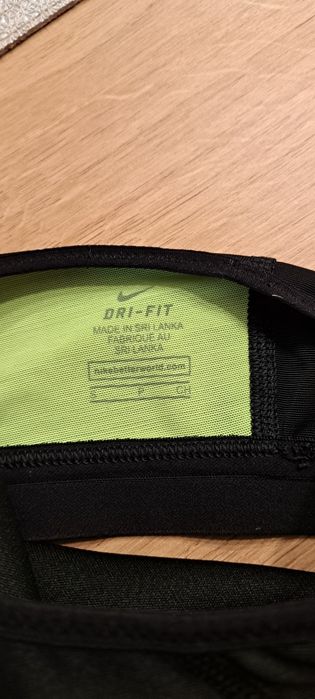 DRI-FIT
MADE IN SRI LANKA
FABRIQUE AU
SRI LANKA
nikebetterworld.com
S P CH